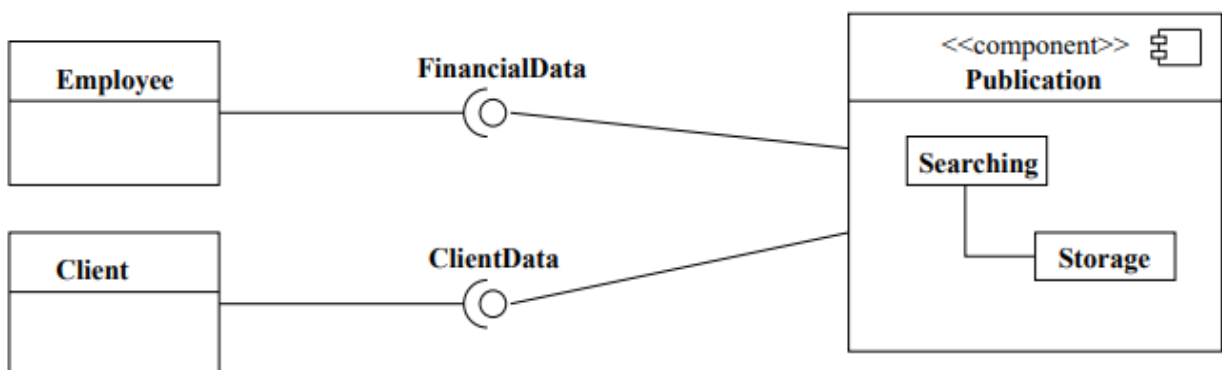 Employee
FinancialData
<<component>>
Publication
Searching
Storage
Client
ClientData